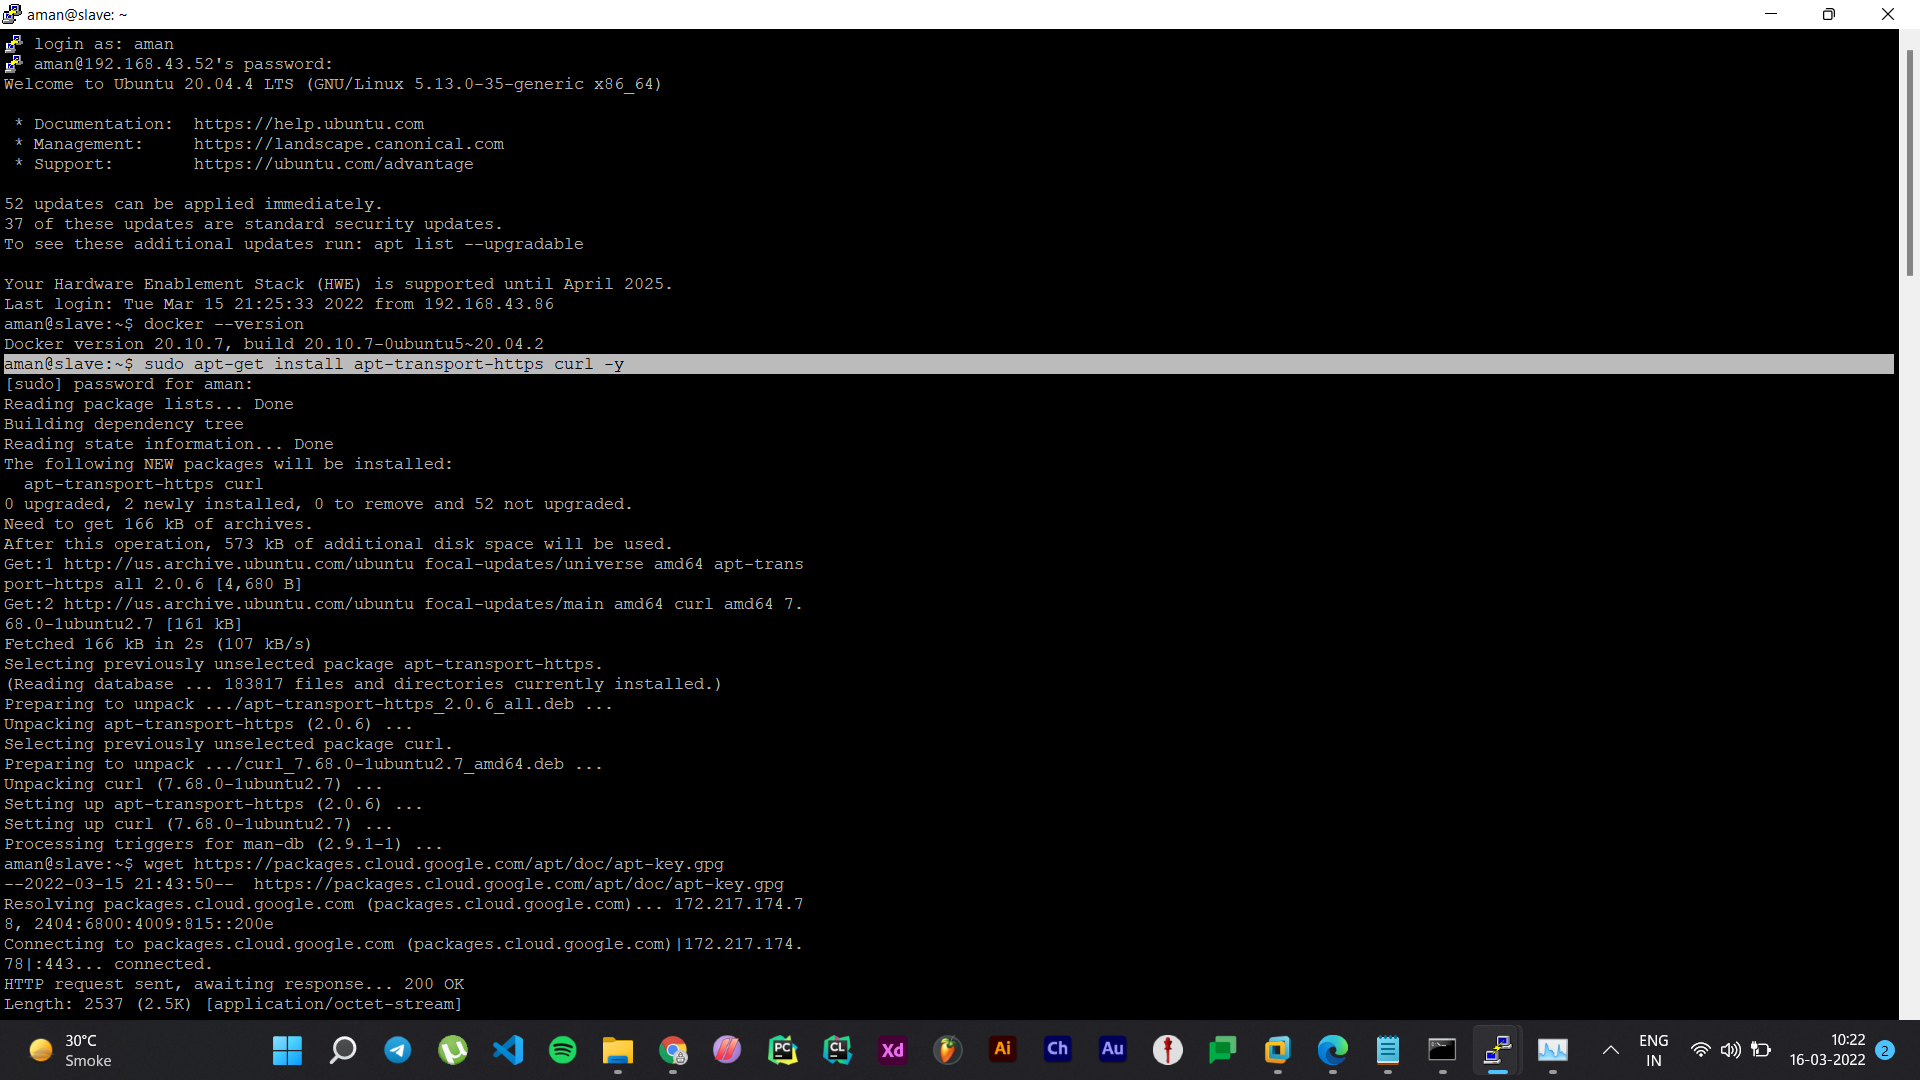 aman@slave: ~
login as: aman
aman@192.168.43.52's password:
Welcome to Ubuntu 20.04.4 LTS (GNU/Linux 5.13.0-35-generic x86_64)
* Documentation:  https://help.ubuntu.com
* Management:     https://landscape.canonical.com
* Support:        https://ubuntu.com/advantage
52 updates can be applied immediately.
37 of these updates are standard security updates.
To see these additional updates run: apt list --upgradable
Your Hardware Enablement Stack (HWE) is supported until April 2025.
Last login: Tue Mar 15 21:25:33 2022 from 192.168.43.86
aman@slave:~$ docker --version
Docker version 20.10.7, build 20.10.7-0ubuntu5~20.04.2
aman@slave:~$ sudo apt-get install apt-transport-https curl -y
[sudo] password for aman:
Reading package lists... Done
Building dependency tree
Reading state information... Done
The following NEW packages will be installed:
  apt-transport-https curl
0 upgraded, 2 newly installed, 0 to remove and 52 not upgraded.
Need to get 166 kB of archives.
After this operation, 573 kB of additional disk space will be used.
Get:1 http://us.archive.ubuntu.com/ubuntu focal-updates/universe amd64 apt-trans
port-https all 2.0.6 [4,680 B]
Get:2 http://us.archive.ubuntu.com/ubuntu focal-updates/main amd64 curl amd64 7.
68.0-1ubuntu2.7 [161 kB]
Fetched 166 kB in 2s (107 kB/s)
Selecting previously unselected package apt-transport-https.
(Reading database ... 183817 files and directories currently installed.)
Preparing to unpack .../apt-transport-https_2.0.6_all.deb ...
Unpacking apt-transport-https (2.0.6) ...
Selecting previously unselected package curl.
Preparing to unpack .../curl_7.68.0-1ubuntu2.7_amd64.deb ...
Unpacking curl (7.68.0-1ubuntu2.7) ...
Setting up apt-transport-https (2.0.6) ...
Setting up curl (7.68.0-1ubuntu2.7) ...
Processing triggers for man-db (2.9.1-1) ...
aman@slave:~$ wget https://packages.cloud.google.com/apt/doc/apt-key.gpg
--2022-03-15 21:43:50--  https://packages.cloud.google.com/apt/doc/apt-key.gpg
Resolving packages.cloud.google.com (packages.cloud.google.com)... 172.217.174.7
8, 2404:6800:4009:815::200e
Connecting to packages.cloud.google.com (packages.cloud.google.com)|172.217.174.
78|:443... connected.
HTTP request sent, awaiting response... 200 OK
Length: 2537 (2.5K) [application/octet-stream]
30°C
Smoke
PC
CL
Xd
Ai
Ch
Au
ENG
IN
10:22
16-03-2022
2